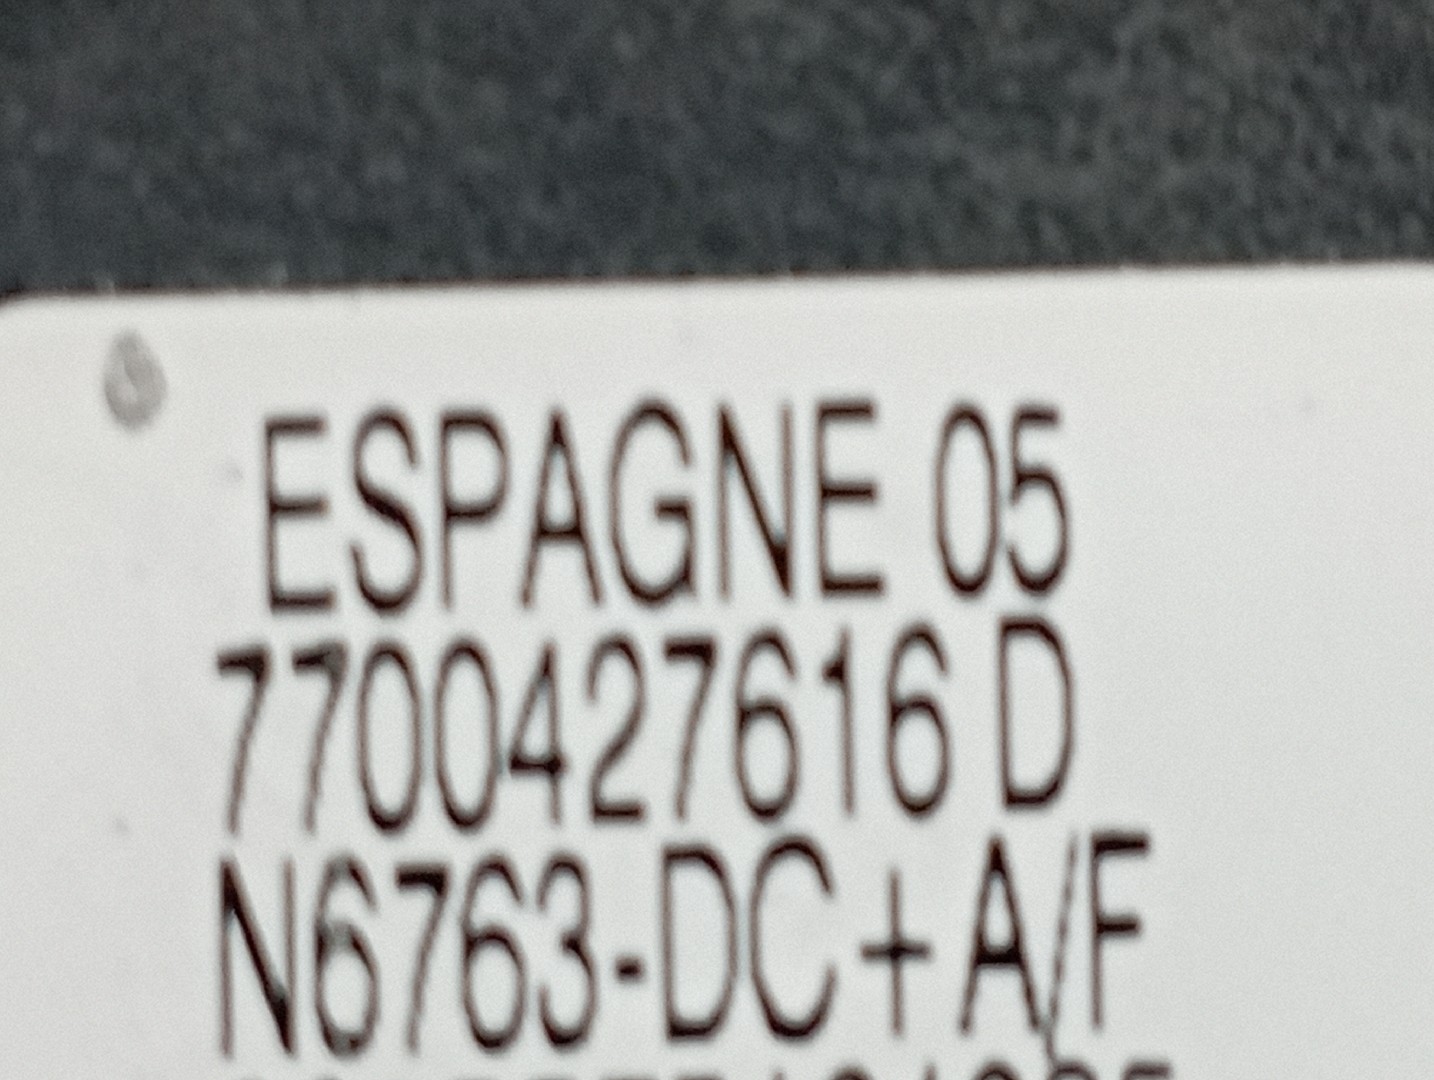 ESPAGNE 05
7700427616 D
N6763-DC+A/F